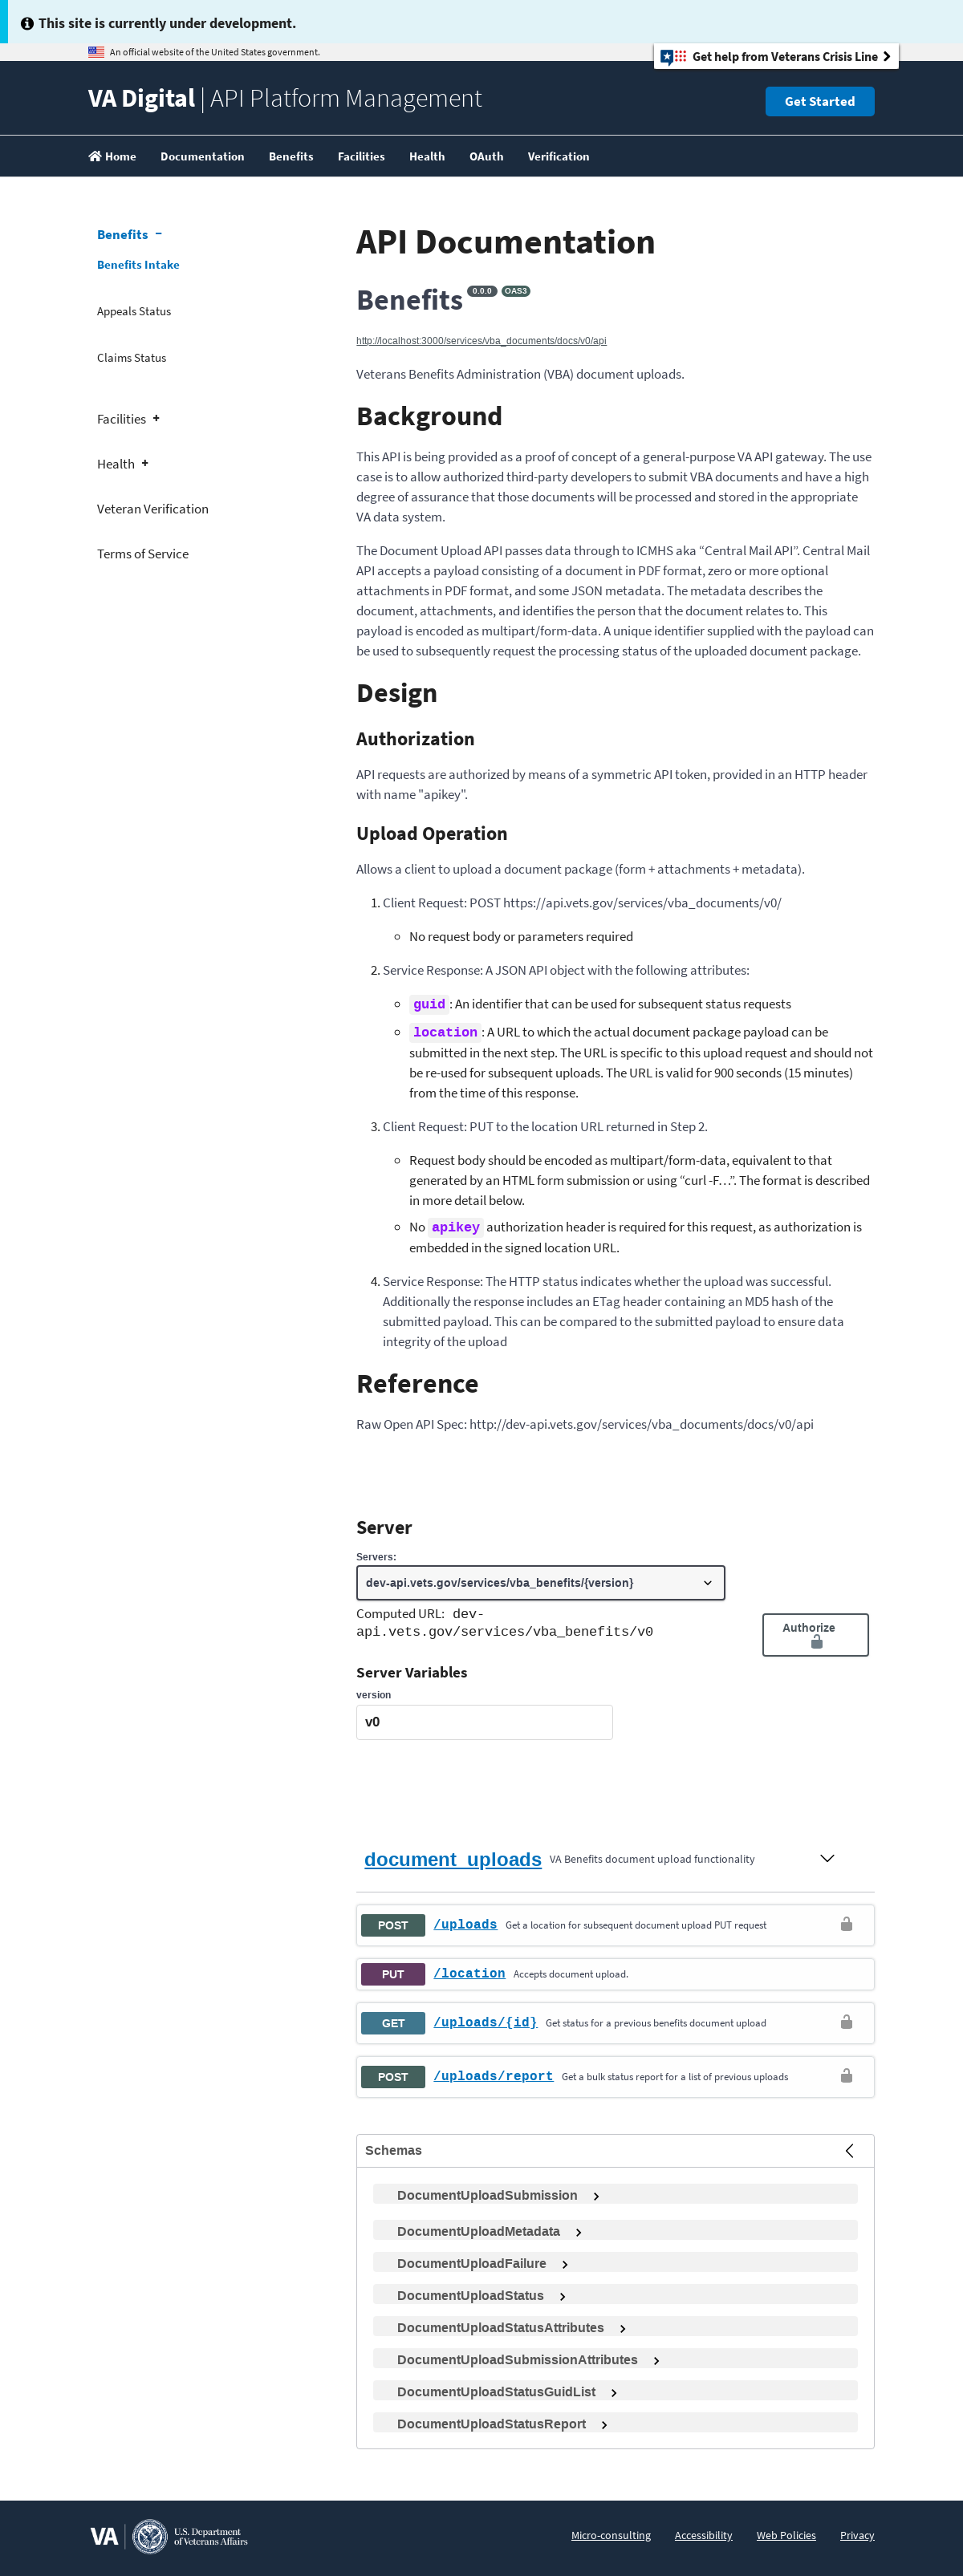 This site is currently under development.
An official website of the United States government.
Get help from Veterans Crisis Line
VA Digital | API Platform Management
Get Started
Home Documentation Benefits Facilities Health OAuth Verification
Benefits −
Benefits Intake
Appeals Status
Claims Status
Facilities +
Health +
Veteran Verification
Terms of Service
API Documentation
Benefits 0.0.0 OAS3
http://localhost:3000/services/vba_documents/docs/v0/api
Veterans Benefits Administration (VBA) document uploads.
Background
This API is being provided as a proof of concept of a general-purpose VA API gateway. The use
case is to allow authorized third-party developers to submit VBA documents and have a high
degree of assurance that those documents will be processed and stored in the appropriate
VA data system.
The Document Upload API passes data through to ICMHS aka “Central Mail API”. Central Mail
API accepts a payload consisting of a document in PDF format, zero or more optional
attachments in PDF format, and some JSON metadata. The metadata describes the
document, attachments, and identifies the person that the document relates to. This
payload is encoded as multipart/form-data. A unique identifier supplied with the payload can
be used to subsequently request the processing status of the uploaded document package.
Design
Authorization
API requests are authorized by means of a symmetric API token, provided in an HTTP header
with name "apikey".
Upload Operation
Allows a client to upload a document package (form + attachments + metadata).
1. Client Request: POST https://api.vets.gov/services/vba_documents/v0/
No request body or parameters required
2. Service Response: A JSON API object with the following attributes:
guid : An identifier that can be used for subsequent status requests
location : A URL to which the actual document package payload can be
submitted in the next step. The URL is specific to this upload request and should not
be re-used for subsequent uploads. The URL is valid for 900 seconds (15 minutes)
from the time of this response.
3. Client Request: PUT to the location URL returned in Step 2.
Request body should be encoded as multipart/form-data, equivalent to that
generated by an HTML form submission or using “curl -F…”. The format is described
in more detail below.
No apikey authorization header is required for this request, as authorization is
embedded in the signed location URL.
4. Service Response: The HTTP status indicates whether the upload was successful.
Additionally the response includes an ETag header containing an MD5 hash of the
submitted payload. This can be compared to the submitted payload to ensure data
integrity of the upload
Reference
Raw Open API Spec: http://dev-api.vets.gov/services/vba_documents/docs/v0/api
Server
Servers:
dev-api.vets.gov/services/vba_benefits/{version}
Computed URL: dev-
api.vets.gov/services/vba_benefits/v0
Authorize
Server Variables
version
v0
document_uploads VA Benefits document upload functionality
POST /uploads Get a location for subsequent document upload PUT request
PUT /location Accepts document upload.
GET /uploads/{id} Get status for a previous benefits document upload
POST /uploads/report Get a bulk status report for a list of previous uploads
Schemas
DocumentUploadSubmission
DocumentUploadMetadata
DocumentUploadFailure
DocumentUploadStatus
DocumentUploadStatusAttributes
DocumentUploadSubmissionAttributes
DocumentUploadStatusGuidList
DocumentUploadStatusReport
VA
U.S. Department
of Veterans Affairs
Micro-consulting Accessibility Web Policies Privacy